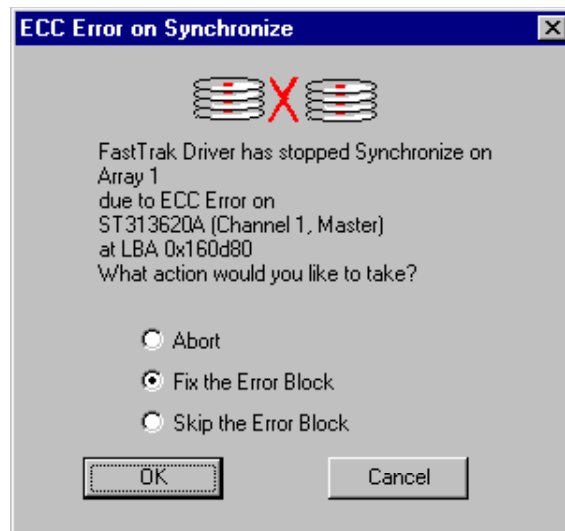 ECC Error on Synchronize
FastTrak Driver has stopped Synchronize on
Array 1
due to ECC Error on
ST313620A (Channel 1, Master)
at LBA 0x160d80
What action would you like to take?
Abort
Fix the Error Block
Skip the Error Block
OK Cancel